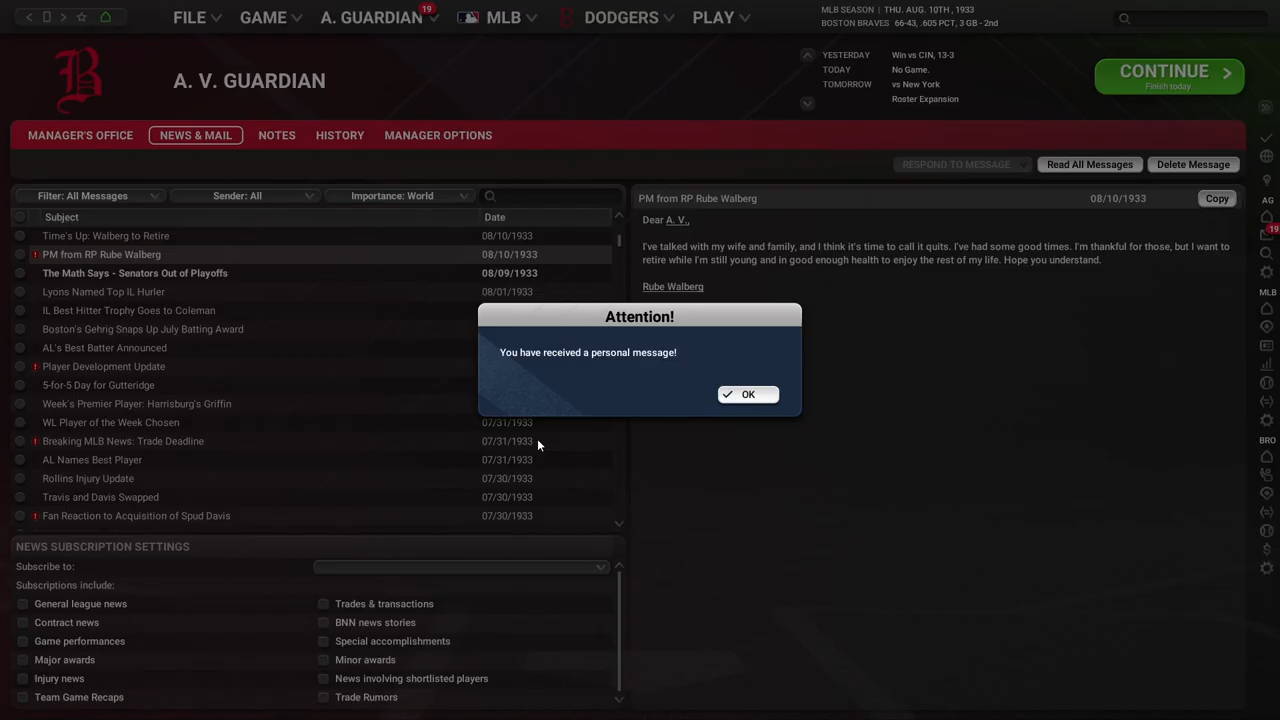 FILE
GAME
A. GUARDIAN
19
MLB
DODGERS
PLAY
MLB SEASON | THU. AUG. 10TH , 1933
BOSTON BRAVES 66-43, .605 PCT, 3 GB - 2nd
B
A. V. GUARDIAN
YESTERDAY Win vs CIN, 13-3
TODAY No Game.
TOMORROW vs New York
Roster Expansion
CONTINUE
Finish today.
MANAGER'S OFFICE
NEWS & MAIL
NOTES
HISTORY
MANAGER OPTIONS
RESPOND TO MESSAGE
Read All Messages
Delete Message
Filter: All Messages
Sender: All
Importance: World
Subject Date
Time's Up: Walberg to Retire 08/10/1933
! PM from RP Rube Walberg 08/10/1933
The Math Says - Senators Out of Playoffs 08/09/1933
Lyons Named Top IL Hurler 08/01/1933
IL Best Hitter Trophy Goes to Coleman
Boston's Gehrig Snaps Up July Batting Award
AL's Best Batter Announced
! Player Development Update
5-for-5 Day for Gutteridge
Week's Premier Player: Harrisburg's Griffin
WL Player of the Week Chosen 07/31/1933
! Breaking MLB News: Trade Deadline 07/31/1933
AL Names Best Player 07/31/1933
Rollins Injury Update 07/30/1933
Travis and Davis Swapped 07/30/1933
! Fan Reaction to Acquisition of Spud Davis 07/30/1933
PM from RP Rube Walberg 08/10/1933
Copy
Dear A. V.,
I've talked with my wife and family, and I think it's time to call it quits. I've had some good times. I'm thankful for those, but I want to
retire while I'm still young and in good enough health to enjoy the rest of my life. Hope you understand.
Rube Walberg
Attention!
You have received a personal message!
OK
NEWS SUBSCRIPTION SETTINGS
Subscribe to:
Subscriptions include:
General league news
Trades & transactions
Contract news
BNN news stories
Game performances
Special accomplishments
Major awards
Minor awards
Injury news
News involving shortlisted players
Team Game Recaps
Trade Rumors
AG
19
MLB
BRO